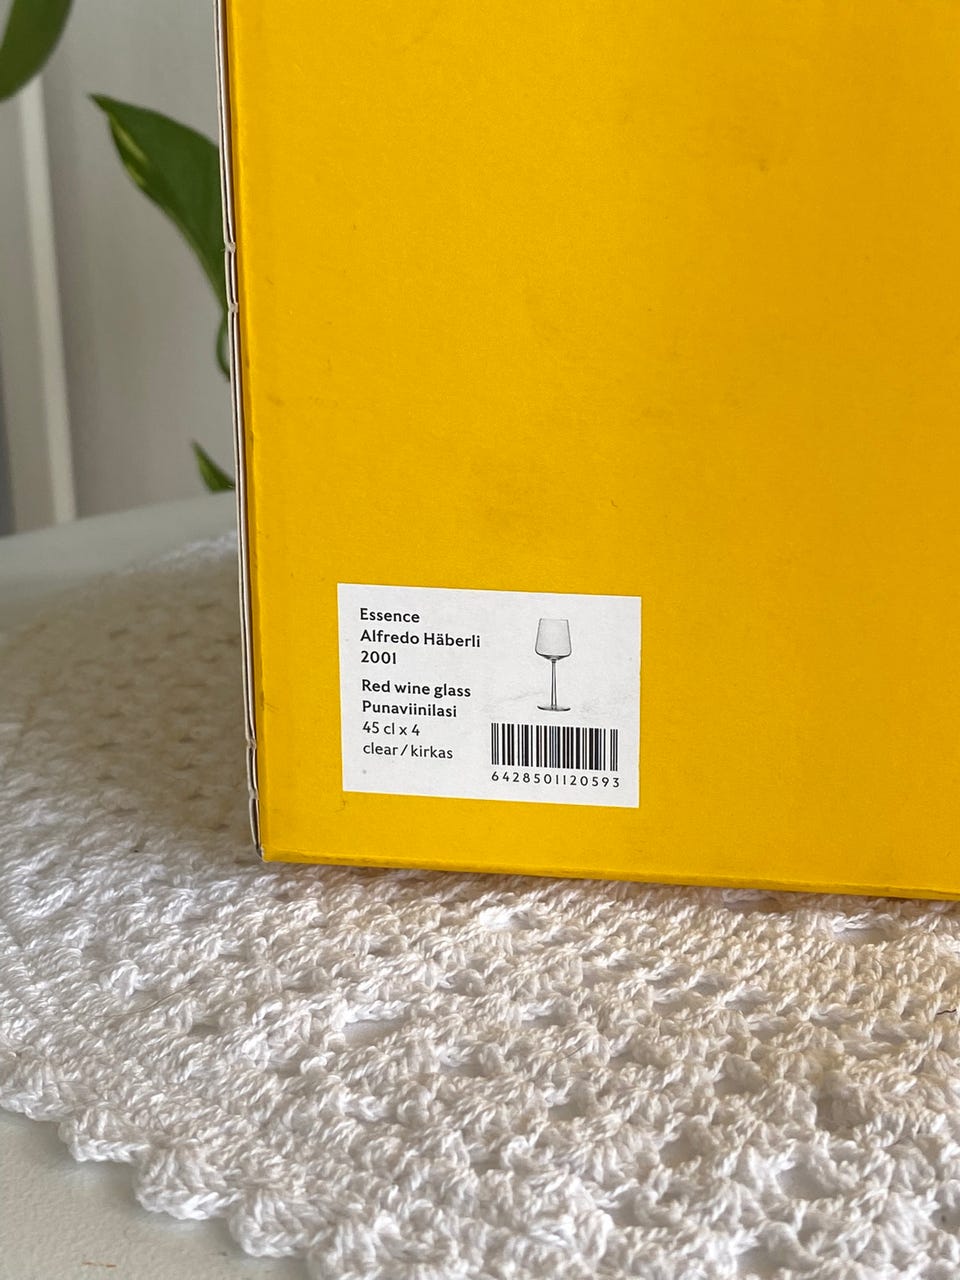 Essence
Alfredo Häberli
2001
Red wine glass
Punaviinilasi
45 cl x 4
clear / kirkas
6428501120593